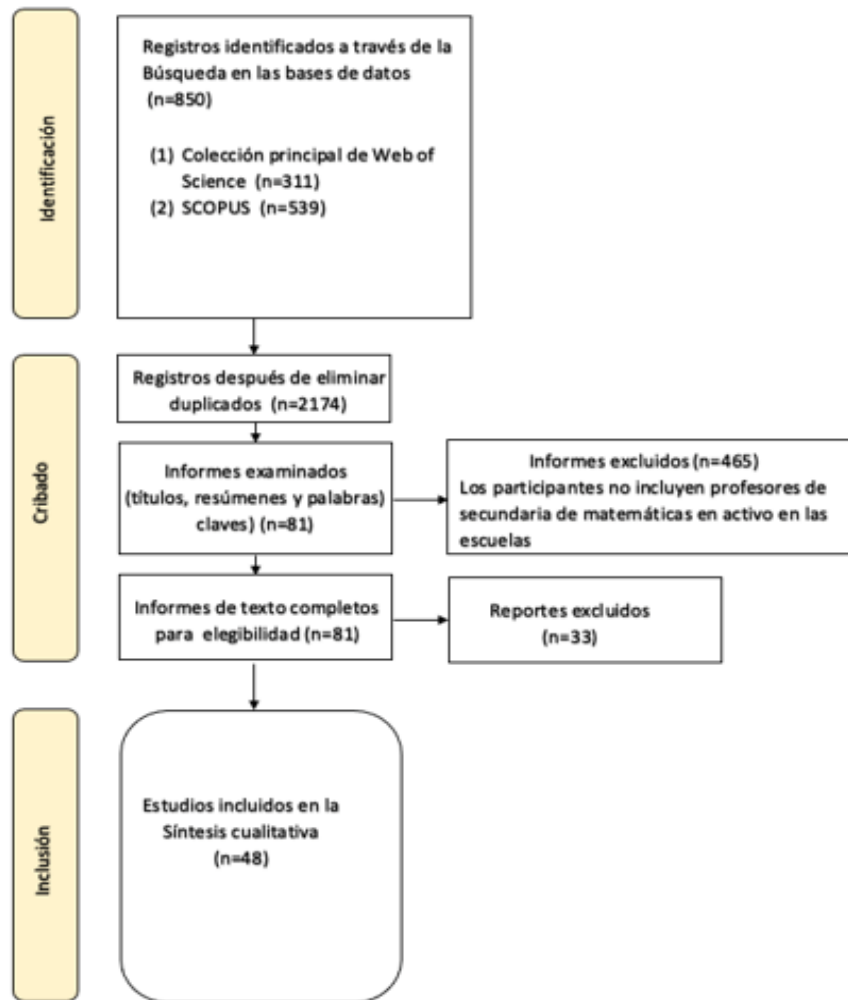 Identificación
Registros identificados a través de la
Búsqueda en las bases de datos
(n=850)
(1) Colección principal de Web of
Science (n=311)
(2) SCOPUS (n=539)
Cribado
Registros después de eliminar
duplicados (n=2174)
Informes examinados
(títulos, resúmenes y palabras)
claves) (n=81)
Informes excluidos (n=465)
Los participantes no incluyen profesores de
secundaria de matemáticas en activo en las
escuelas
Informes de texto completos
para elegibilidad (n=81)
Reportes excluidos
(n=33)
Inclusión
Estudios incluidos en la
Síntesis cualitativa
(n=48)